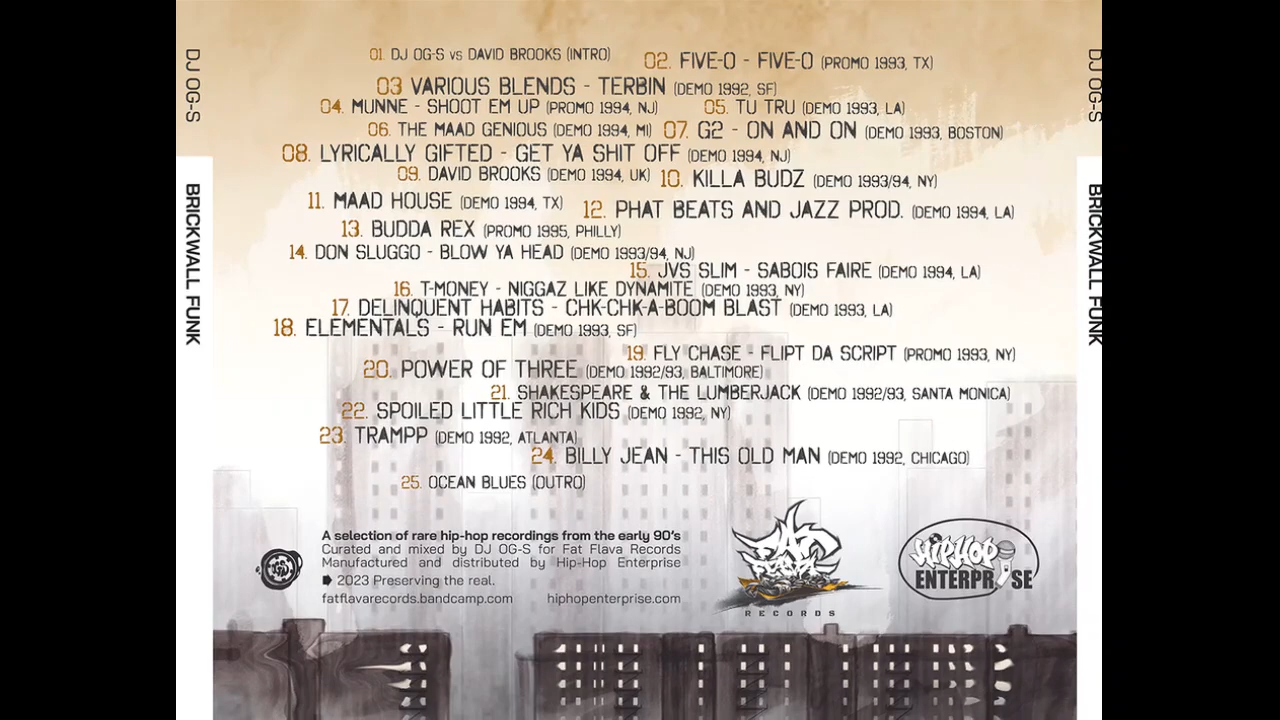 DJ OG-S
BRICKWALL FUNK
01. DJ OG-S vs DAVID BROOKS (INTRO)
02. FIVE-O - FIVE-O (PROMO 1993, TX)
03 VARIOUS BLENDS - TERBIN (DEMO 1992, SF)
04. MUNNE - SHOOT EM UP (PROMO 1994, NJ)
05. TU TRU (DEMO 1993, LA)
06. THE MAAD GENIOUS (DEMO 1994, MI)
07. G2 - ON AND ON (DEMO 1993, BOSTON)
08. LYRICALLY GIFTED - GET YA SHIT OFF (DEMO 1994, NJ)
09. DAVID BROOKS (DEMO 1994, UK)
10. KILLA BUDZ (DEMO 1993/94, NY)
11. MAAD HOUSE (DEMO 1994, TX)
12. PHAT BEATS AND JAZZ PROD. (DEMO 1994, LA)
13. BUDDA REX (PROMO 1995, PHILLY)
14. DON SLUGGO - BLOW YA HEAD (DEMO 1993/94, NJ)
15. JVS SLIM - SABOIS FAIRE (DEMO 1994, LA)
16. T-MONEY - NIGGAZ LIKE DYNAMITE (DEMO 1993, NY)
17. DELINQUENT HABITS - CHK-CHK-A-BOOM BLAST (DEMO 1993, LA)
18. ELEMENTALS - RUN EM (DEMO 1993, SF)
19. FLY CHASE - FLIPT DA SCRIPT (PROMO 1993, NY)
20. POWER OF THREE (DEMO 1992/93, BALTIMORE)
21. SHAKESPEARE & THE LUMBERJACK (DEMO 1992/93, SANTA MONICA)
22. SPOILED LITTLE RICH KIDS (DEMO 1992, NY)
23. TRAMPP (DEMO 1992, ATLANTA)
24. BILLY JEAN - THIS OLD MAN (DEMO 1992, CHICAGO)
25. OCEAN BLUES (OUTRO)
A selection of rare hip-hop recordings from the early 90's
Curated and mixed by DJ OG-S for Fat Flava Records
Manufactured and distributed by Hip-Hop Enterprise
2023 Preserving the real.
fatflavarecords.bandcamp.com
hiphopenterprise.com
FAT
FLAVA
RECORDS
HIPHOP
ENTERPRISE
DJ OG-S
BRICKWALL FUNK